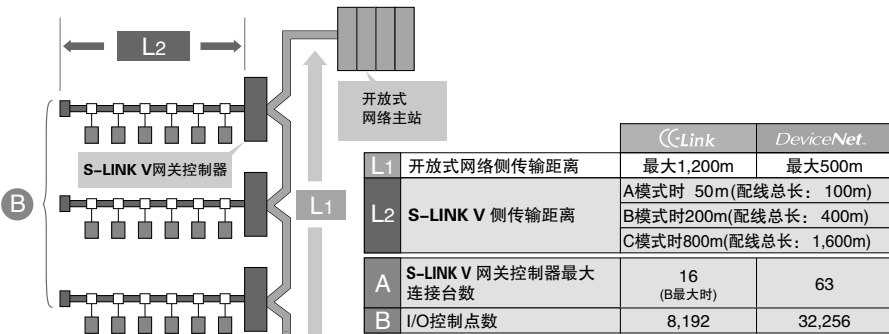 L2
开放式
网络主站
S-LINK V网关控制器
B
L1
CC-Link DeviceNet
L1 开放式网络侧传输距离 最大1,200m 最大500m
L2 S-LINK V 侧传输距离
A模式时 50m(配线总长： 100m)
B模式时200m(配线总长： 400m)
C模式时800m(配线总长： 1,600m)
A S-LINK V 网关控制器最大
连接台数
16
(B最大时)
63
B I/O控制点数 8,192 32,256